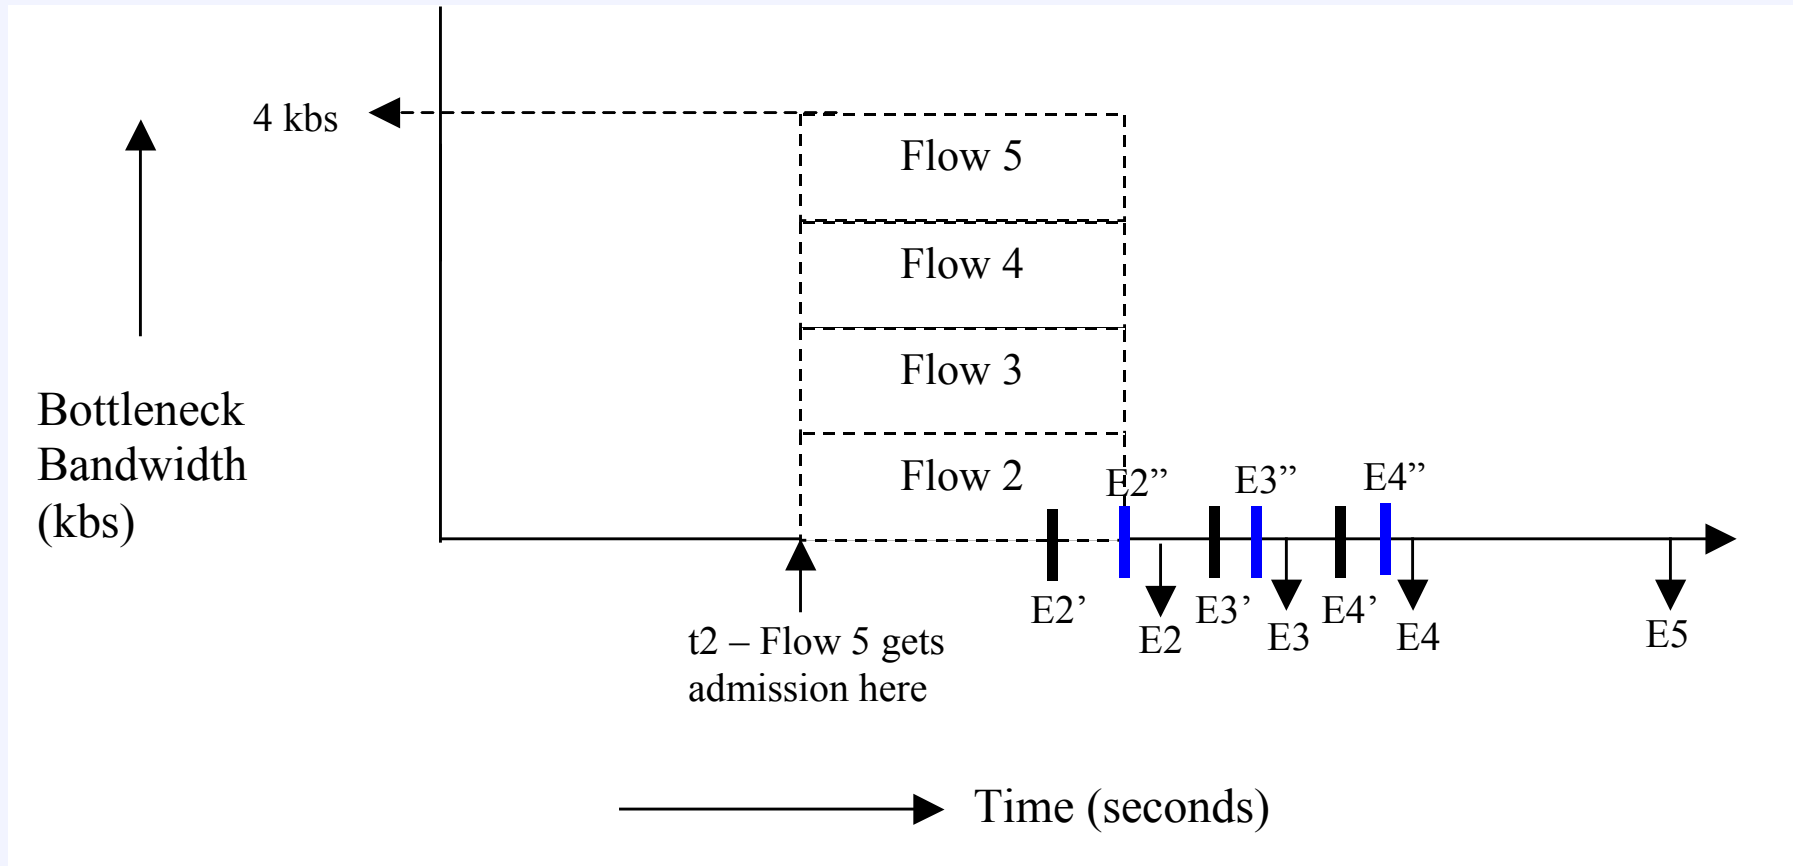 4 kbs
Flow 5
Flow 4
Flow 3
Flow 2
Bottleneck
Bandwidth
(kbs)
E2”
E3”
E4”
E2’
E2
E3’
E3
E4’
E4
E5
t2 – Flow 5 gets
admission here
Time (seconds)